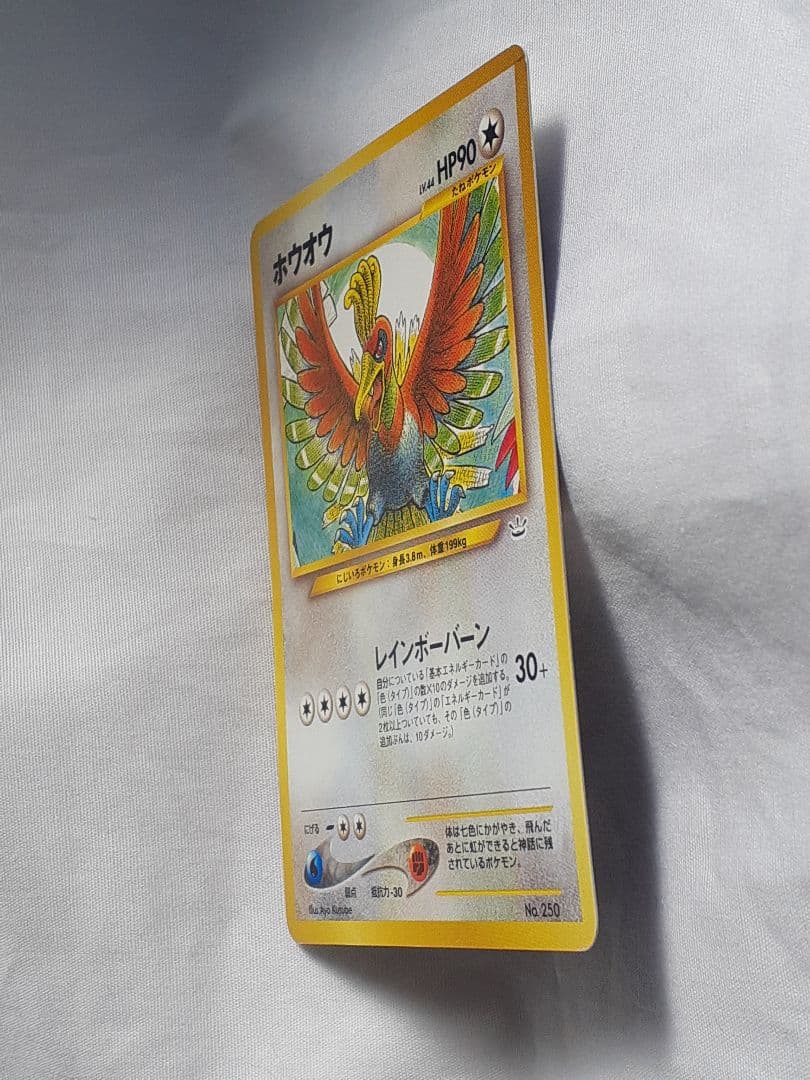 ホウオウ
LV.44 HP90
たねポケモン
にじいろポケモン：身長3.8m、体重199kg
レインボーバーン
30+
自分についている「基本エネルギーカード」の
「色（タイプ）」の数×10のダメージを追加する。
（同じ「色（タイプ）」の「エネルギーカード」が
2枚以上ついていても、その「色（タイプ）」の
追加ぶんは、10ダメージ。）
にげる
弱点 抵抗力 -30
体は七色にかがやき、飛んだ
あとに虹ができると神話に残
されているポケモン。
Illus. Aya Kusube
No. 250